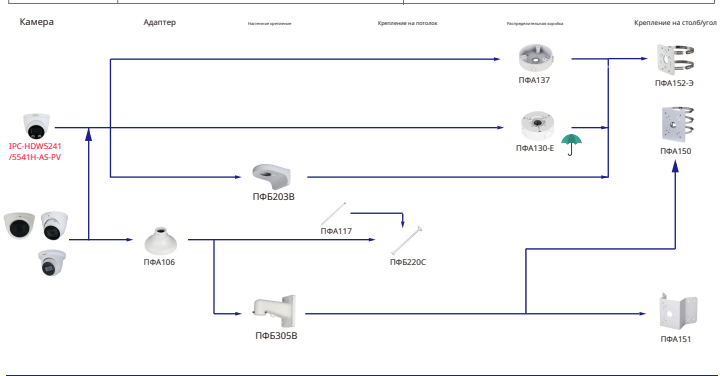 Камера Адаптер Настенное крепление Крепление на потолок Распределительная коробка Крепление на столб/угол
ПФА137
ПФА152-Э
IPC-HDW5241
/5541H-AS-PV
ПФА130-Е
ПФА150
ПФБ203В
ПФА117
ПФА106
ПФБ220С
ПФБ305В
ПФА151